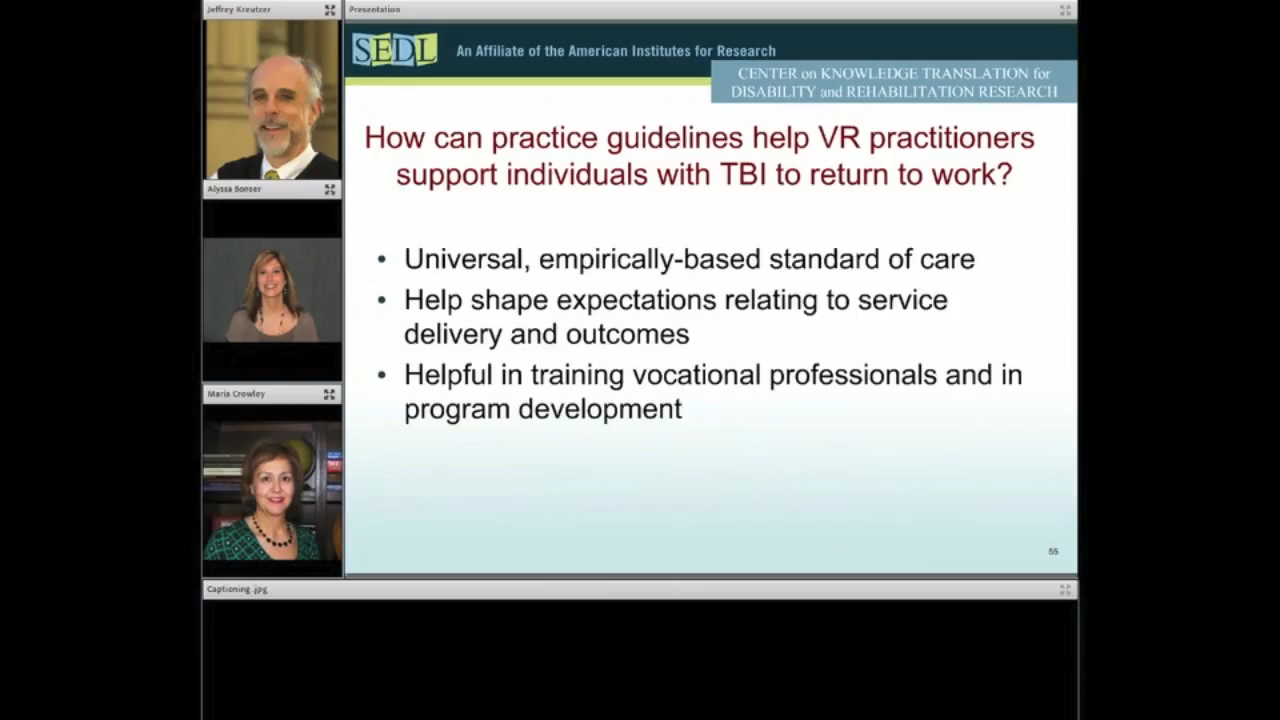 Jeffrey Kreutzer
Presentation
SEDL
An Affiliate of the American Institutes for Research
CENTER on KNOWLEDGE TRANSLATION for
DISABILITY and REHABILITATION RESEARCH
Alyssa Bonser
Maria Crowley
How can practice guidelines help VR practitioners
support individuals with TBI to return to work?
• Universal, empirically-based standard of care
• Help shape expectations relating to service
delivery and outcomes
• Helpful in training vocational professionals and in
program development
55
Captioning .jpg